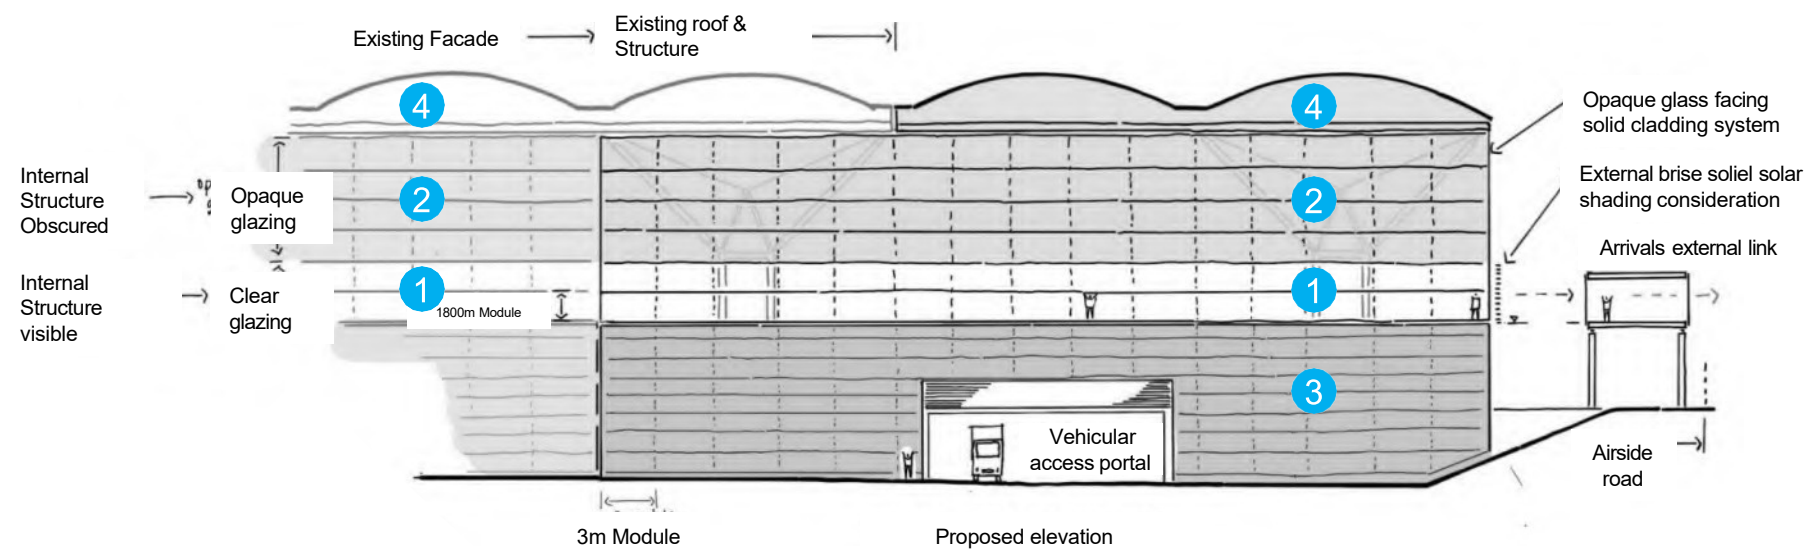 Existing Facade
Existing roof &
Structure
4
4
Opaque glass facing
solid cladding system
Internal
Structure
Obscured
Opaque
glazing
2
2
External brise soliel solar
shading consideration
Arrivals external link
Internal
Structure
visible
Clear
glazing
1
1
1800m Module
3
Vehicular
access portal
Airside
road
3m Module
Proposed elevation